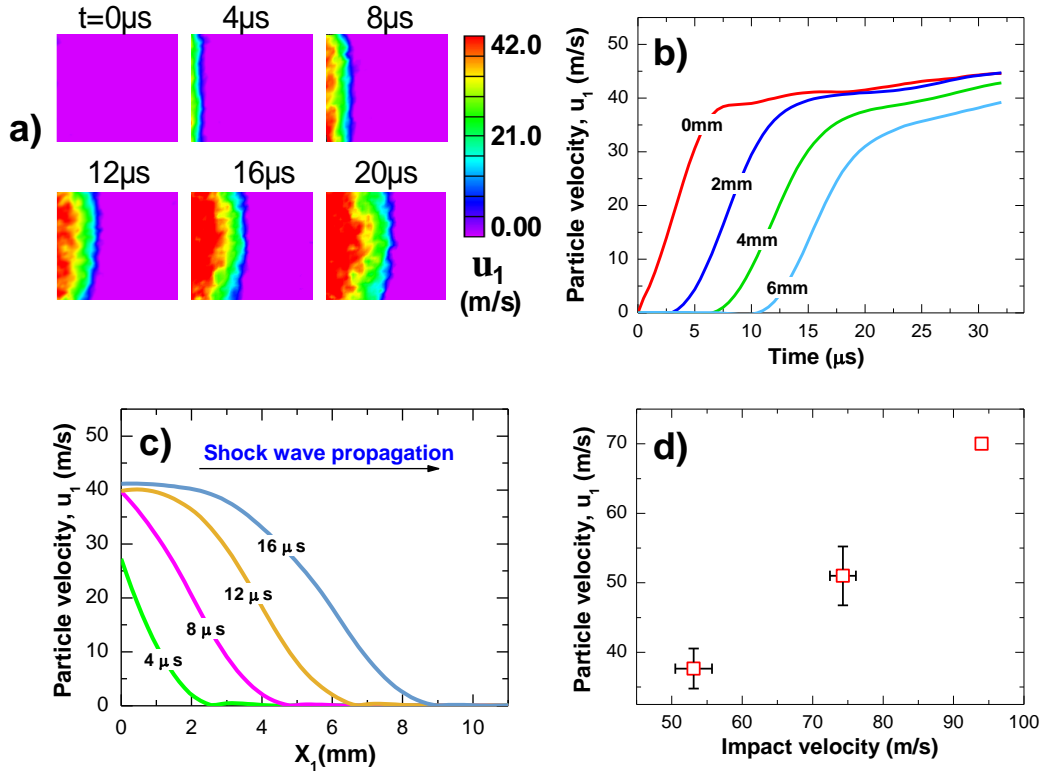 t=0μs 4μs 8μs
a)
12μs 16μs 20μs
42.0
21.0
0.00
u1
(m/s)
b)
Particle velocity, u1 (m/s)
50
40
30
20
10
0
0mm
2mm
4mm
6mm
0 5 10 15 20 25 30
Time (μs)
c)
Particle velocity, u1 (m/s)
50
40
30
20
10
0
Shock wave propagation
16 μs
12 μs
8 μs
4 μs
0 2 4 6 8 10
X1(mm)
d)
Particle velocity, u1 (m/s)
70
60
50
40
50 60 70 80 90 100
Impact velocity (m/s)